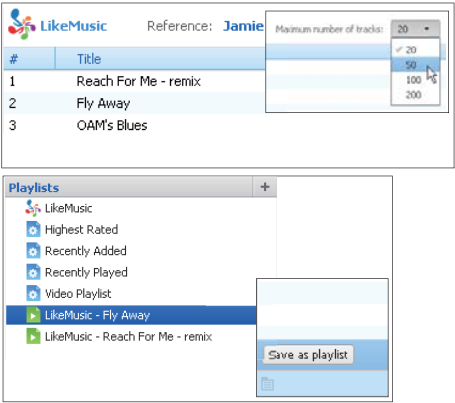 LikeMusic Reference: Jamie
Maximum number of tracks: 20
20
50
100
200
# Title
1 Reach For Me - remix
2 Fly Away
3 OAM's Blues
Playlists +
LikeMusic
Highest Rated
Recently Added
Recently Played
Video Playlist
LikeMusic - Fly Away
LikeMusic - Reach For Me - remix
Save as playlist